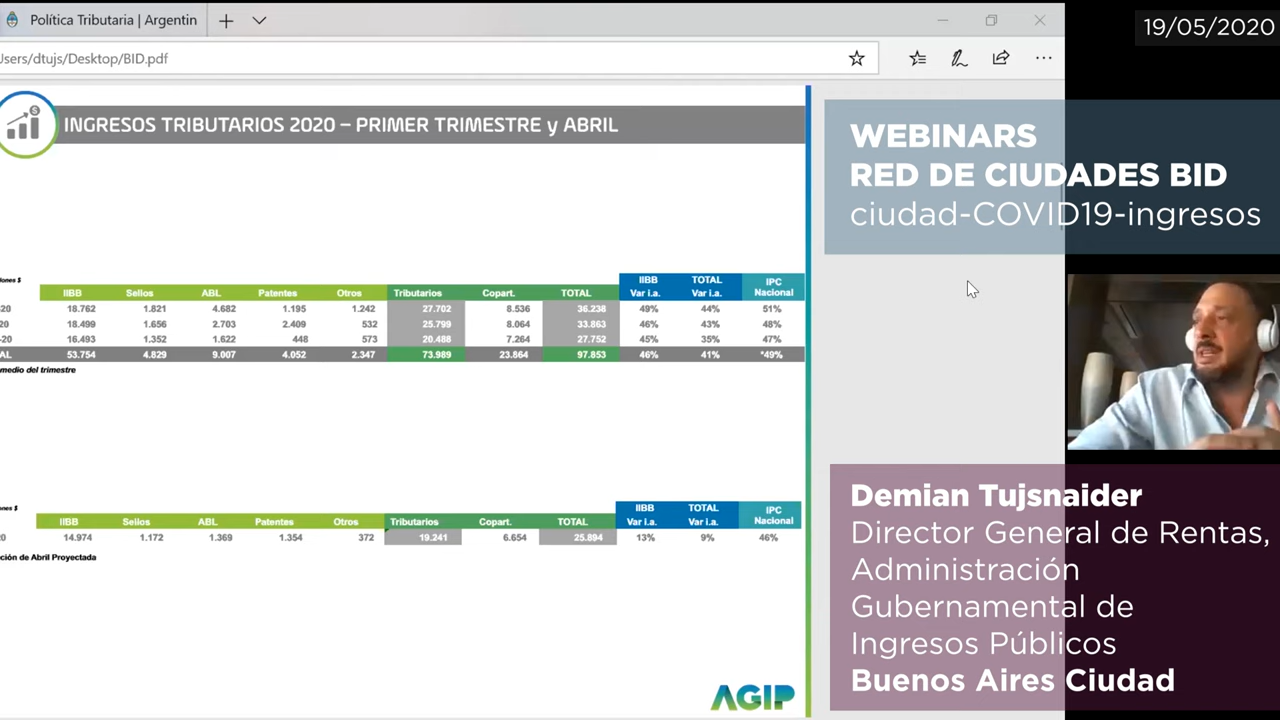 Política Tributaria | Argentin
19/05/2020
sers/dtujs/Desktop/BID.pdf
INGRESOS TRIBUTARIOS 2020 – PRIMER TRIMESTRE y ABRIL
WEBINARS
RED DE CIUDADES BID
ciudad-COVID19-ingresos
ones $ IIBB Sellos ABL Patentes Otros Tributarios Copart. TOTAL IIBB Var i.a. TOTAL Var i.a. IPC Nacional
20 18.762 1.821 4.682 1.195 1.242 27.702 8.536 36.238 49% 44% 51%
20 18.499 1.656 2.703 2.409 532 25.799 8.064 33.863 46% 43% 48%
-20 16.493 1.352 1.622 448 573 20.488 7.264 27.752 45% 35% 47%
AL 53.754 4.829 9.007 4.052 2.347 73.989 23.864 97.853 46% 41% *49%
medio del trimestre
ones $ IIBB Sellos ABL Patentes Otros Tributarios Copart. TOTAL IIBB Var i.a. TOTAL Var i.a. IPC Nacional
0 14.974 1.172 1.369 1.354 372 19.241 6.654 25.894 13% 9% 46%
ción de Abril Proyectada
AGIP
Demian Tujsnaider
Director General de Rentas,
Administración
Gubernamental de
Ingresos Públicos
Buenos Aires Ciudad